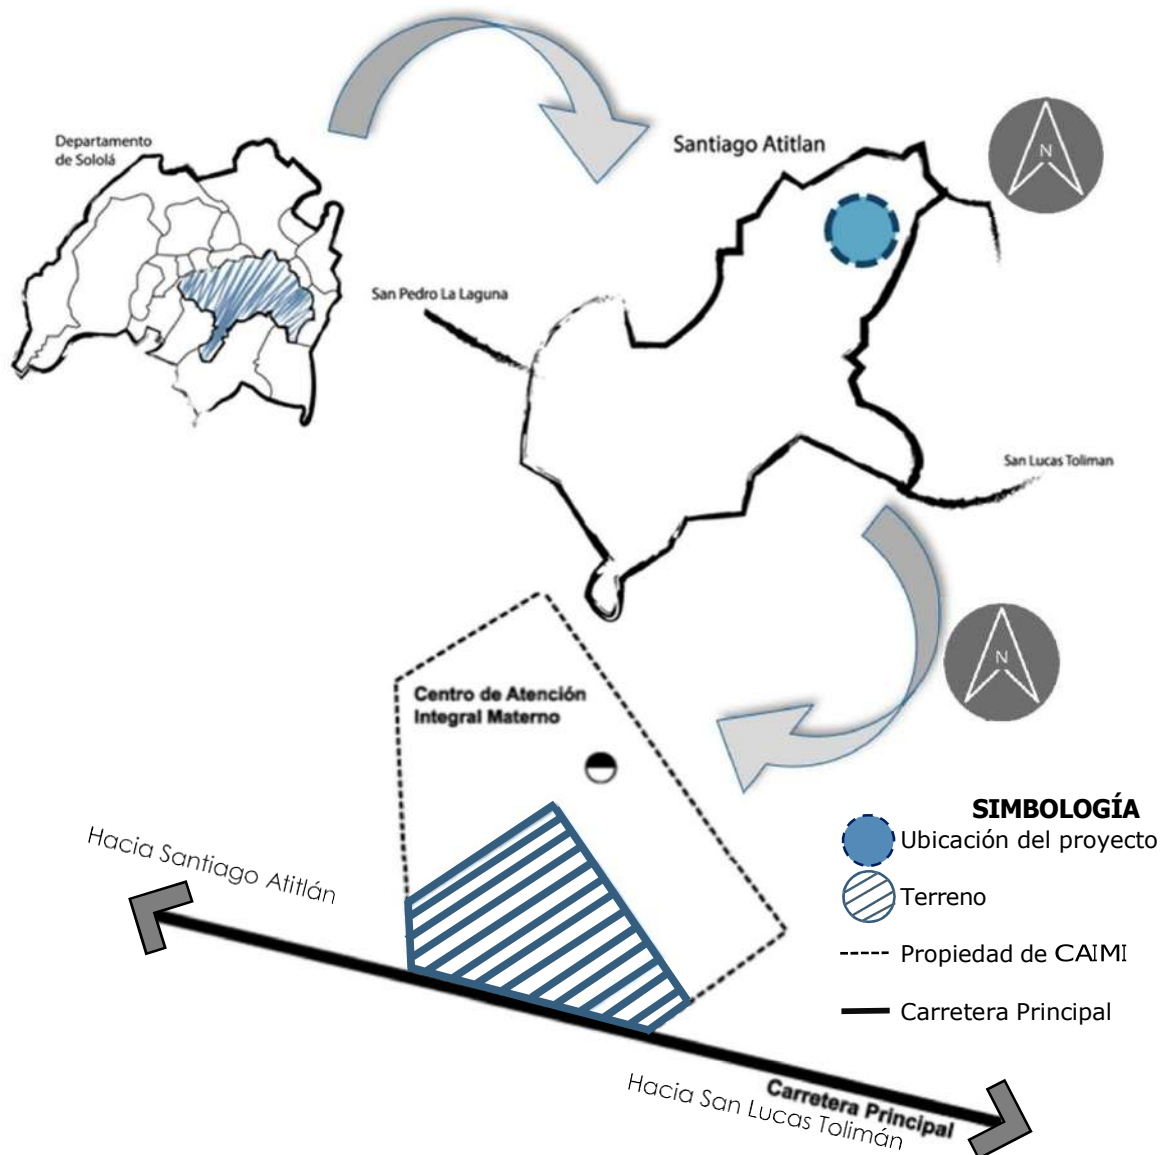 Departamento
de Sololá
Santiago Atitlan
N
San Pedro La Laguna
San Lucas Toliman
N
Centro de Atención
Integral Materno
SIMBOLOGÍA
Ubicación del proyecto
Terreno
Propiedad de CAIMI
Carretera Principal
Hacia Santiago Atitlán
Carretera Principal
Hacia San Lucas Tolimán